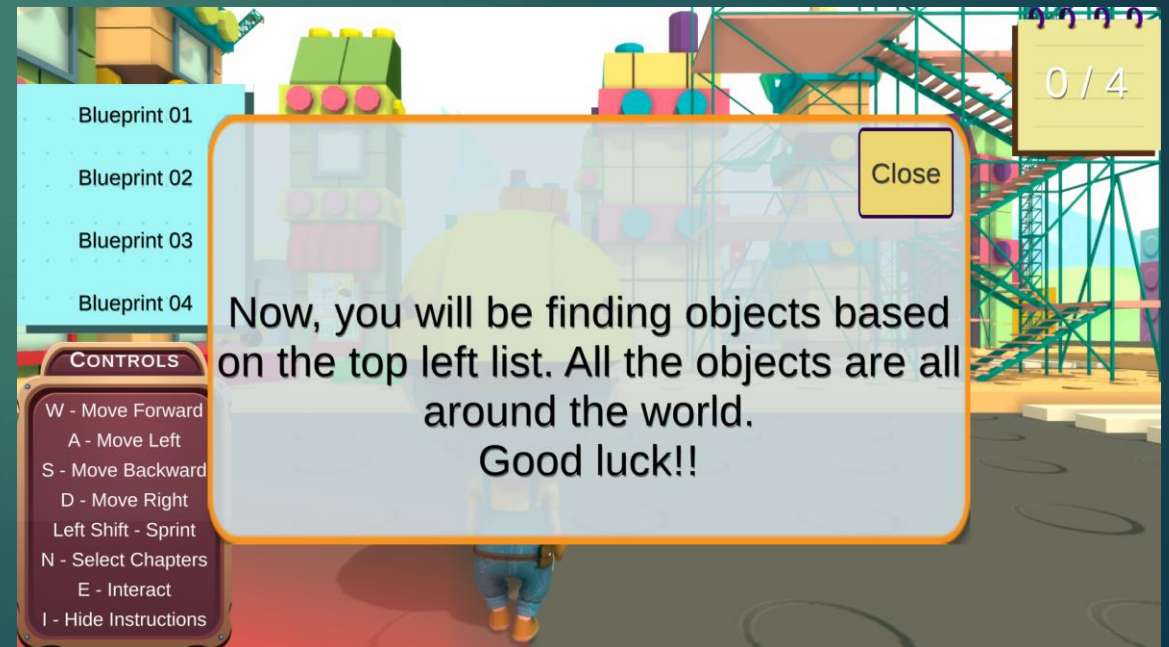 Blueprint 01
Blueprint 02
Blueprint 03
Blueprint 04
0 / 4
Close
Now, you will be finding objects based
on the top left list. All the objects are all
around the world.
Good luck!!
CONTROLS
W - Move Forward
A - Move Left
S - Move Backward
D - Move Right
Left Shift - Sprint
N - Select Chapters
E - Interact
I - Hide Instructions